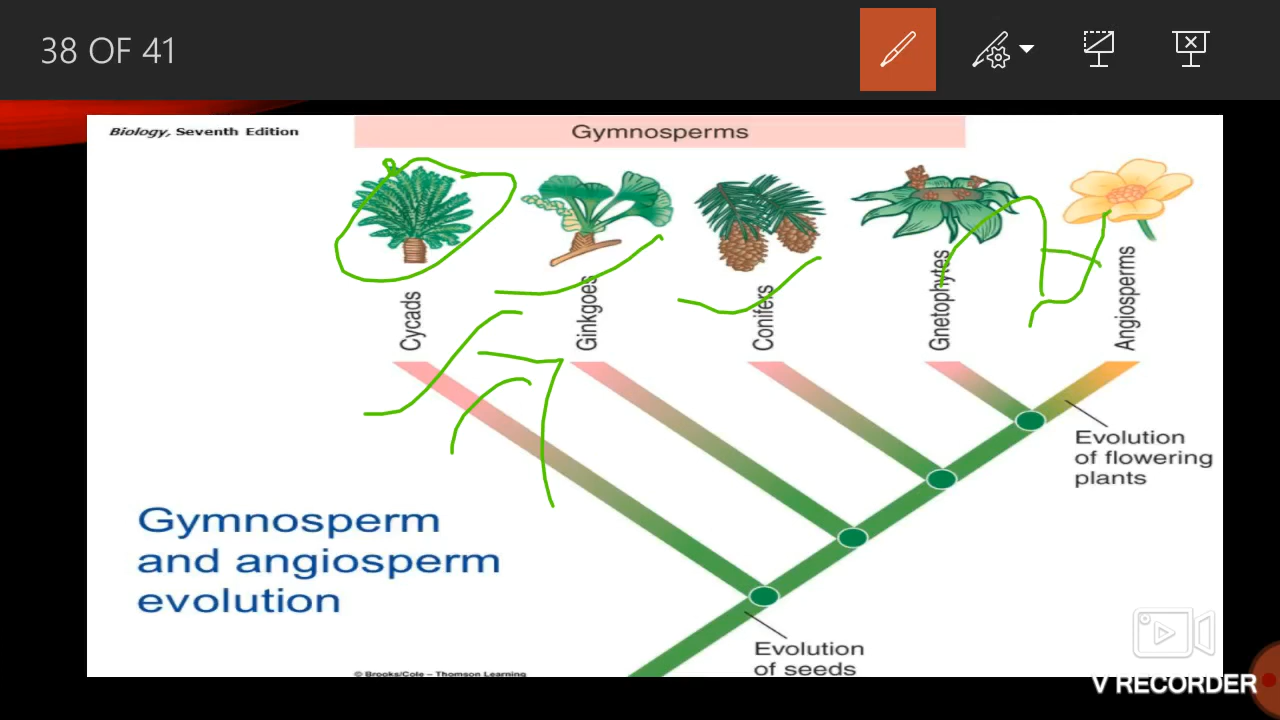 38 OF 41
Biology, Seventh Edition
Gymnosperms
Cycads
Ginkgoes
Conifers
Gnetophytes
Angiosperms
Evolution
of flowering
plants
Gymnosperm
and angiosperm
evolution
Evolution
of seeds
© Brooks/Cole – Thomson Learning
V RECORDER